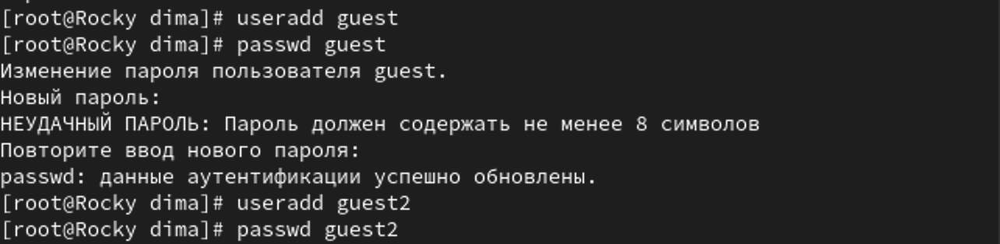 [root@Rocky dima]# useradd guest
[root@Rocky dima]# passwd guest
Изменение пароля пользователя guest.
Новый пароль:
НЕУДАЧНЫЙ ПАРОЛЬ: Пароль должен содержать не менее 8 символов
Повторите ввод нового пароля:
passwd: данные аутентификации успешно обновлены.
[root@Rocky dima]# useradd guest2
[root@Rocky dima]# passwd guest2